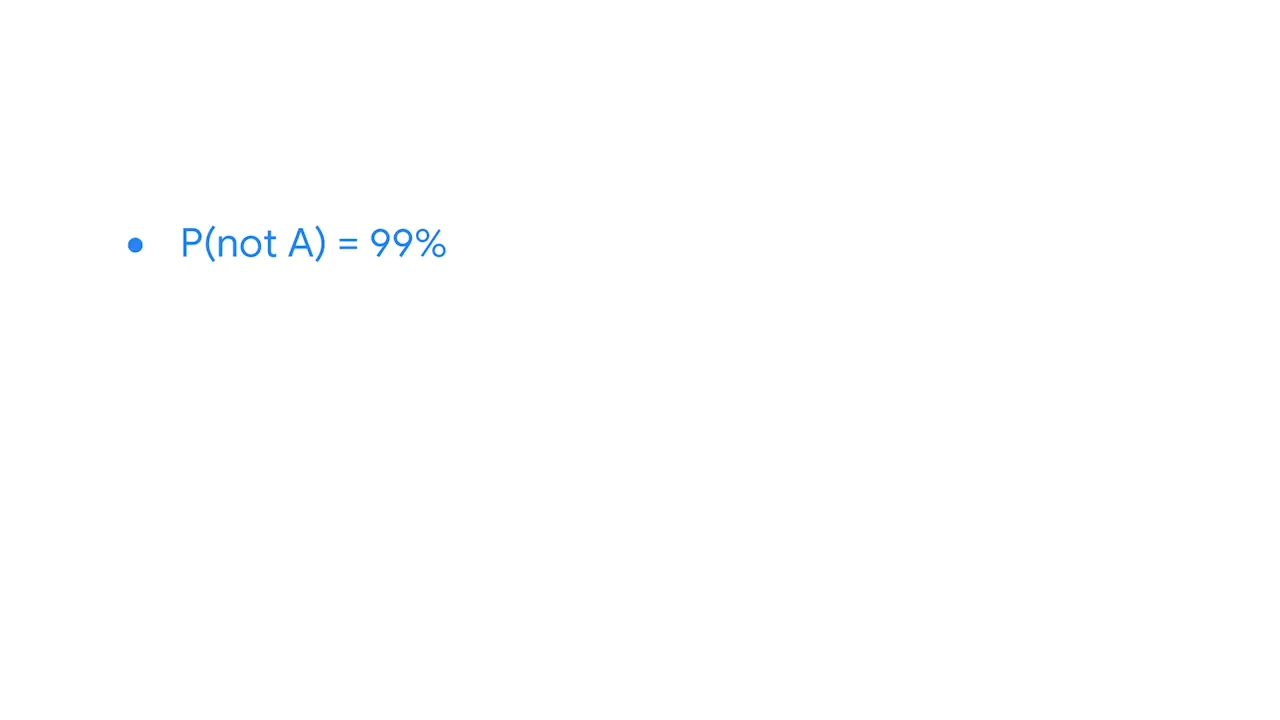 ● P(not A) = 99%